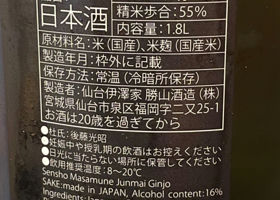 日本酒 精米歩合:55%
内容量:1.8L
原材料名:米(国産)、米麹(国産米)
製造年月:枠外に記載
保存方法:常温(冷暗所保存)
製造者:仙台伊澤家 勝山酒造(株)
宮城県仙台市泉区福岡字二又25-1
お酒は20歳を過ぎてから
●杜氏:後藤光昭
●妊娠中や授乳期の飲酒はお控えください
●日光に当たらない場所に保管してください
●飲用推奨温度:8〜20℃
Sensho Masamune Junmai Ginjo
SAKE:made in JAPAN, Alcohol content:16%